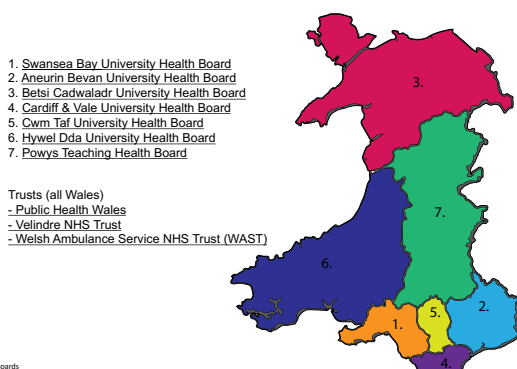 1. Swansea Bay University Health Board
2. Aneurin Bevan University Health Board
3. Betsi Cadwaladr University Health Board
4. Cardiff & Vale University Health Board
5. Cwm Taf University Health Board
6. Hywel Dda University Health Board
7. Powys Teaching Health Board
Trusts (all Wales)
- Public Health Wales
- Velindre NHS Trust
- Welsh Ambulance Service NHS Trust (WAST)
3.
7.
6.
2.
5.
1.
4.